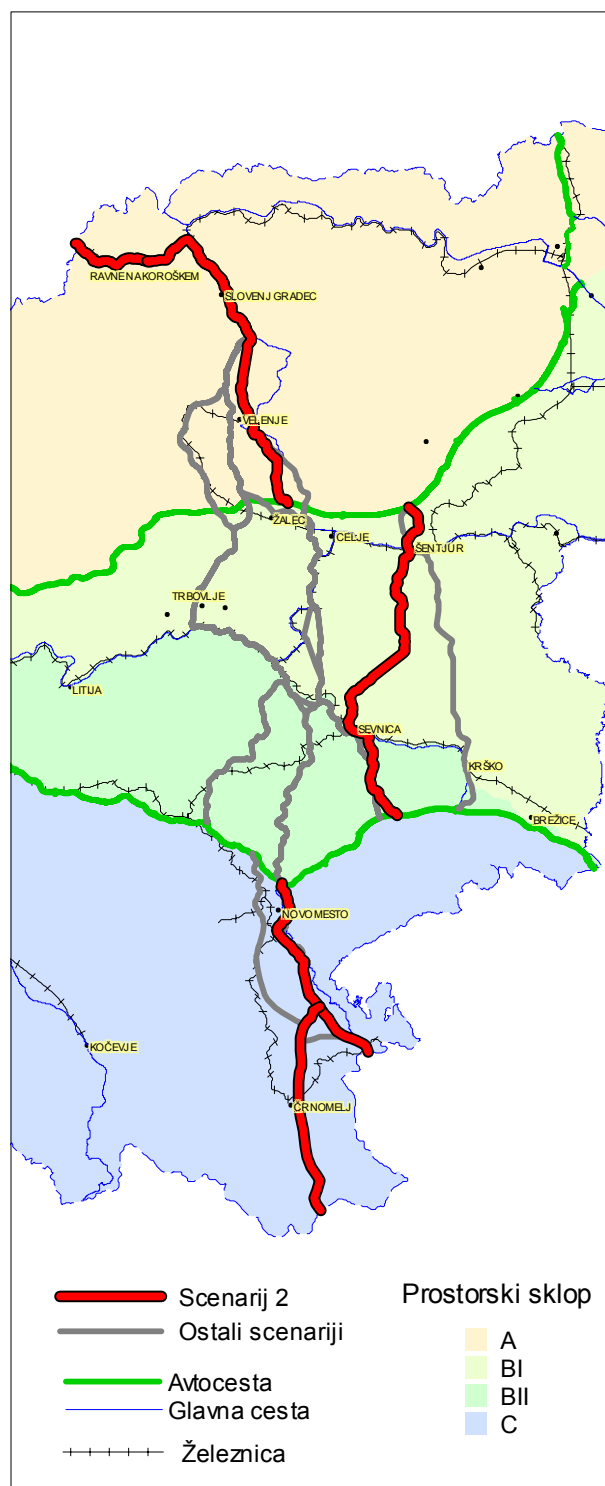 RAVNE NA KOROŠKEM
SLOVENJ GRADEC
VELENJE
ŽALEC
CELJE
ŠENTJUR
TRBOVLJE
LITIJA
SEVNICA
KRŠKO
BREŽICE
NOVO MESTO
KOČEVJE
ČRNOMELJ
Scenarij 2
Ostali scenariji
Avtocesta
Glavna cesta
Železnica
Prostorski sklop
A
BI
BII
C